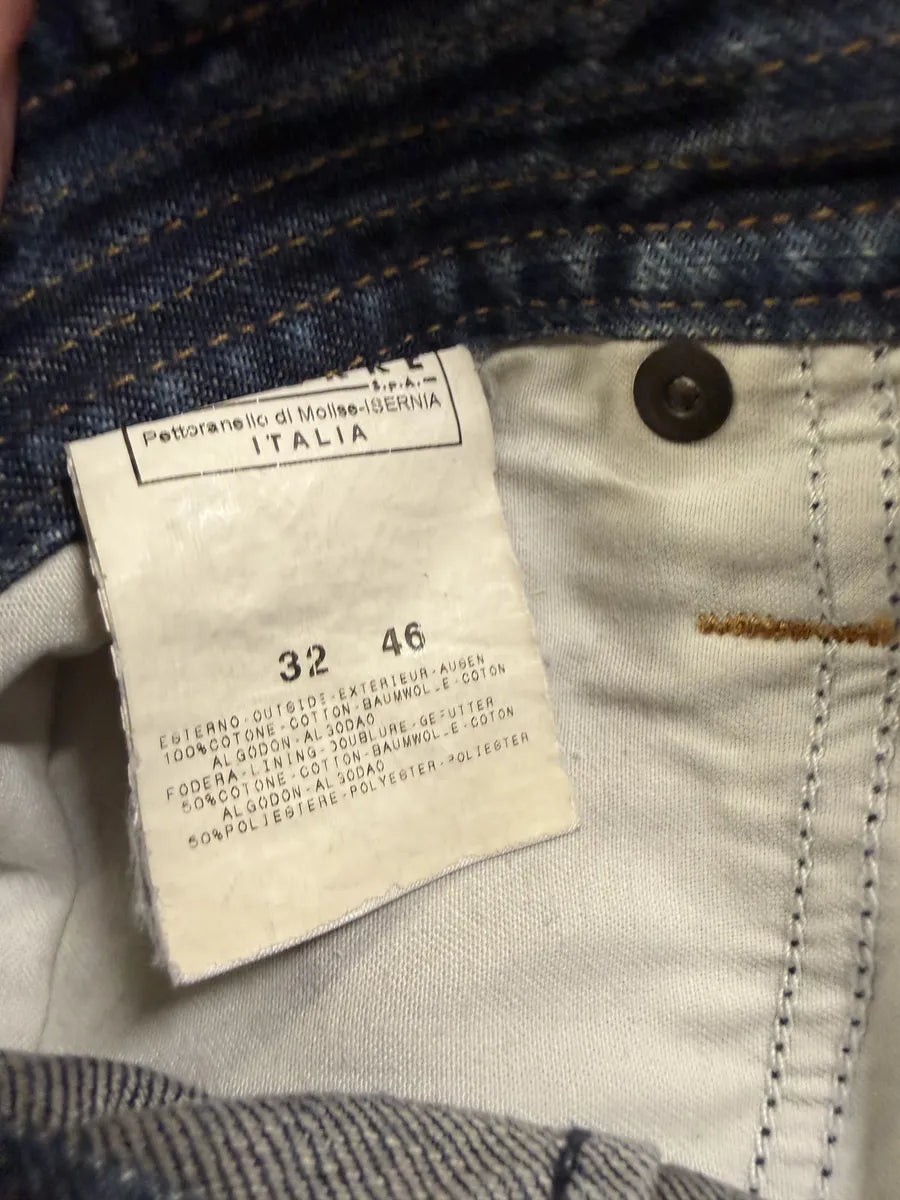 S.P.A.
Pettoranello di Molise-ISERNIA
ITALIA
32 46
ESTERNO-OUTSIDE-EXTERIEUR-AUSEN
100%COTONE-COTTON-BAUMWOLLE-COTON
ALGODON-ALGODAO
FODERA-LINING-DOUBLURE-GEFUTTER
50%COTONE-COTTON-BAUMWOLLE-COTON
ALGODON-ALGODAO
50%POLIESTERE-POLYESTER-POLIESTER